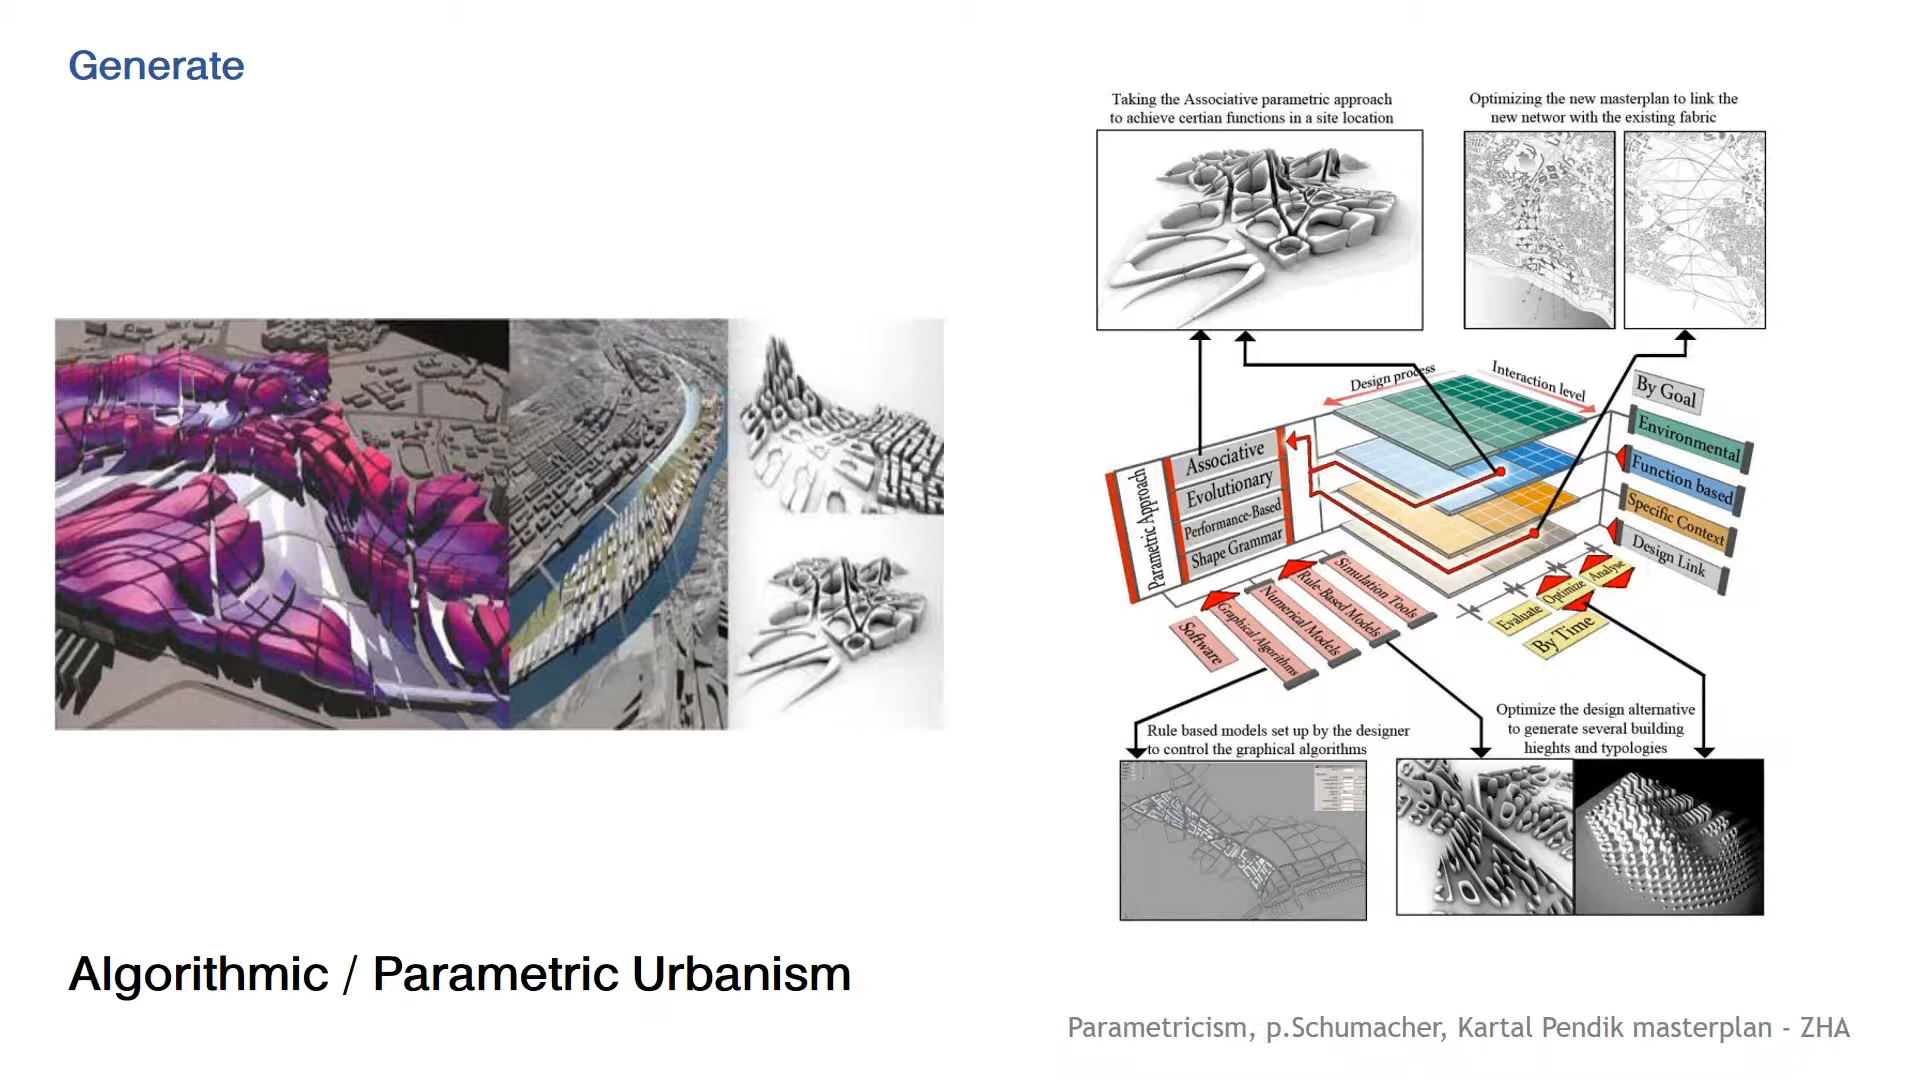 Generate
Taking the Associative parametric approach
to achieve certian functions in a site location
Optimizing the new masterplan to link the
new networ with the existing fabric
Design process
Interaction level
By Goal
Environmental
Function based
Specific Context
Design Link
Parametric Approach
Associative
Evolutionary
Performance-Based
Shape Grammar
Software
Graphical Algorithms
Numerical Models
Rule-Based Models
Simulation Tools
Evaluate
Optimize
Analyse
By Time
Rule based models set up by the designer
to control the graphical algorithms
Optimize the design alternative
to generate several building
hieghts and typologies
Algorithmic / Parametric Urbanism
Parametricism, p.Schumacher, Kartal Pendik masterplan - ZHA